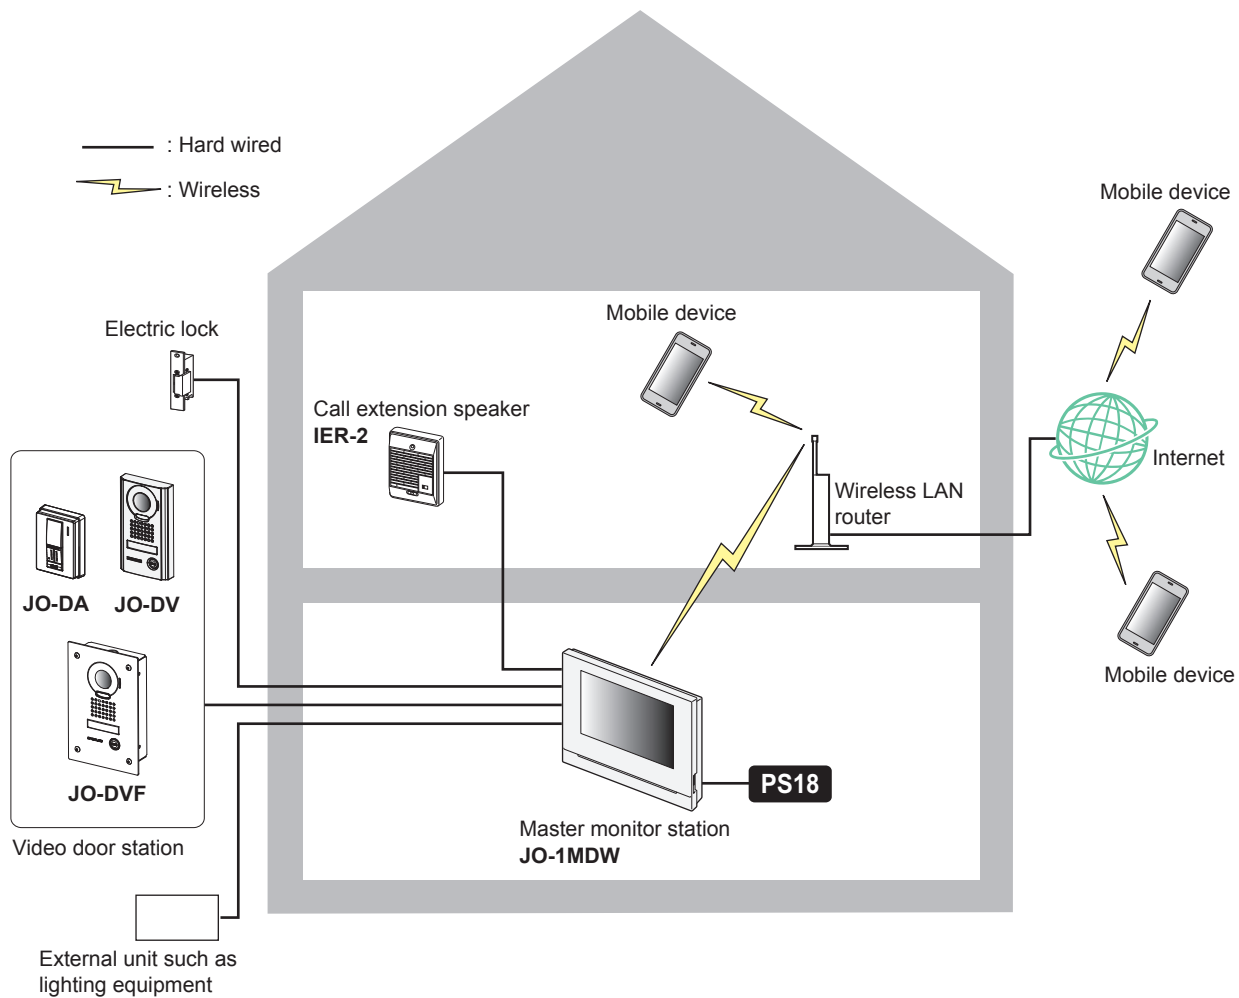 : Hard wired
: Wireless
Mobile device
Electric lock
Mobile device
Call extension speaker
IER-2
Internet
Wireless LAN
router
JO-DA
JO-DV
Mobile device
JO-DVF
PS18
Master monitor station
JO-1MDW
Video door station
External unit such as
lighting equipment